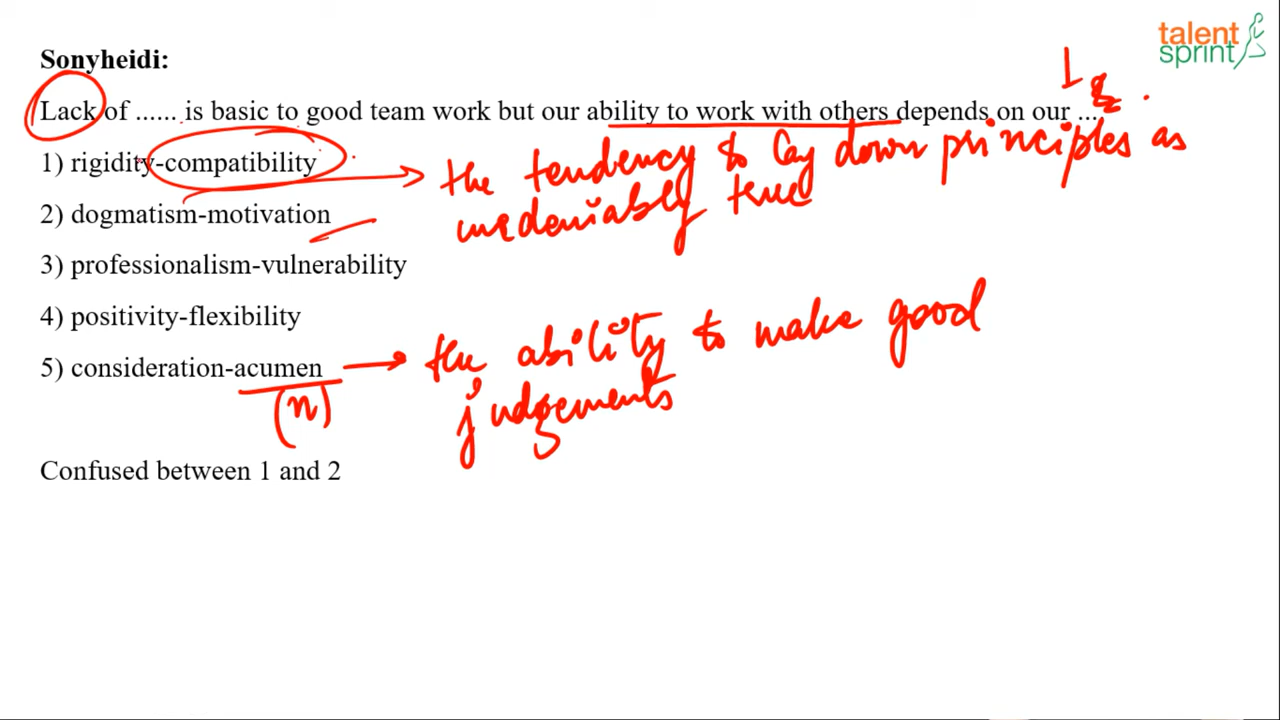 talent
sprint
Sonyheidi:
Lack of ...... is basic to good team work but our ability to work with others depends on our ....
1) rigidity-compatibility
the tendency to lay down principles as
undeniably true
2) dogmatism-motivation
3) professionalism-vulnerability
4) positivity-flexibility
5) consideration-acumen
(n)
the ability to make good
judgements
Confused between 1 and 2